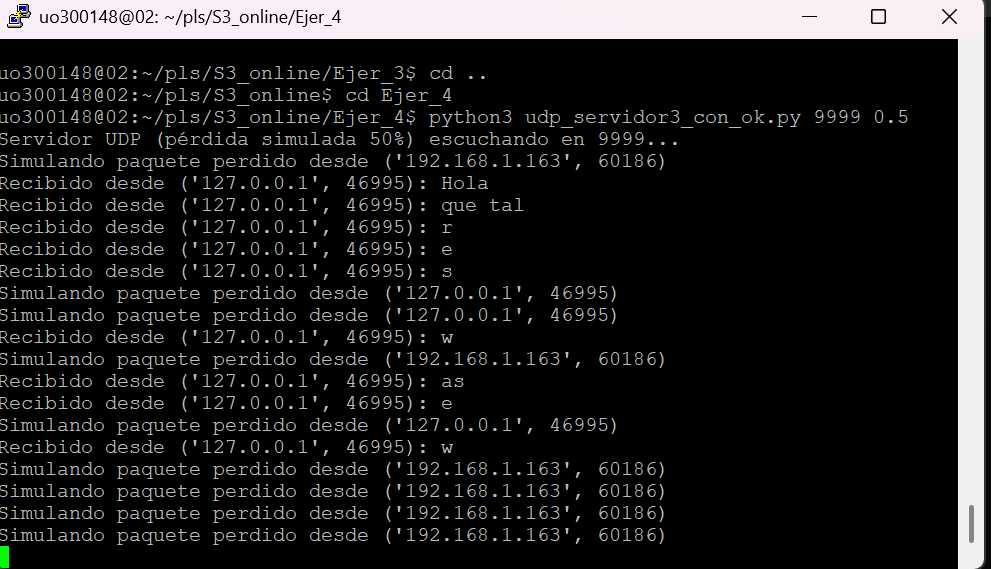 uo300148@02: ~/pls/S3_online/Ejer_4
uo300148@02:~/pls/S3_online/Ejer_3$ cd ..
uo300148@02:~/pls/S3_online$ cd Ejer_4
uo300148@02:~/pls/S3_online/Ejer_4$ python3 udp_servidor3_con_ok.py 9999 0.5
Servidor UDP (pérdida simulada 50%) escuchando en 9999...
Simulando paquete perdido desde ('192.168.1.163', 60186)
Recibido desde ('127.0.0.1', 46995): Hola
Recibido desde ('127.0.0.1', 46995): que tal
Recibido desde ('127.0.0.1', 46995): r
Recibido desde ('127.0.0.1', 46995): e
Recibido desde ('127.0.0.1', 46995): s
Simulando paquete perdido desde ('127.0.0.1', 46995)
Simulando paquete perdido desde ('127.0.0.1', 46995)
Recibido desde ('127.0.0.1', 46995): w
Simulando paquete perdido desde ('192.168.1.163', 60186)
Recibido desde ('127.0.0.1', 46995): as
Recibido desde ('127.0.0.1', 46995): e
Simulando paquete perdido desde ('127.0.0.1', 46995)
Recibido desde ('127.0.0.1', 46995): w
Simulando paquete perdido desde ('192.168.1.163', 60186)
Simulando paquete perdido desde ('192.168.1.163', 60186)
Simulando paquete perdido desde ('192.168.1.163', 60186)
Simulando paquete perdido desde ('192.168.1.163', 60186)